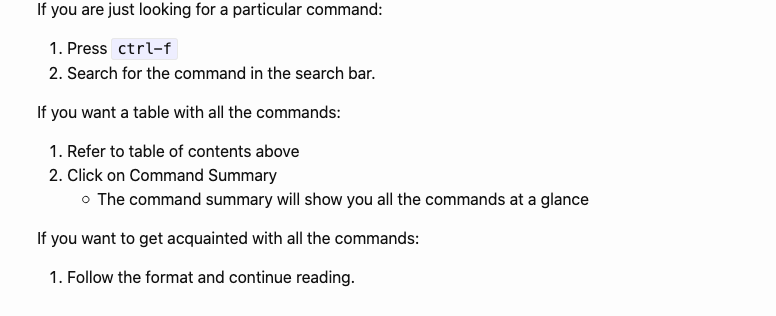 If you are just looking for a particular command:
1. Press ctrl-f
2. Search for the command in the search bar.
If you want a table with all the commands:
1. Refer to table of contents above
2. Click on Command Summary
○ The command summary will show you all the commands at a glance
If you want to get acquainted with all the commands:
1. Follow the format and continue reading.